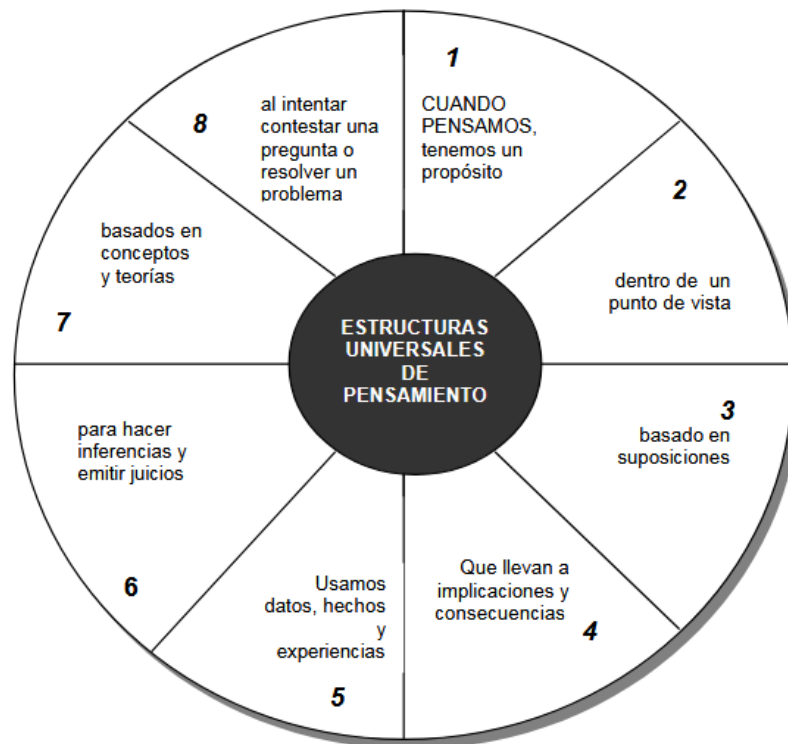 1
CUANDO
PENSAMOS,
tenemos un
propósito
2
dentro de un
punto de vista
3
basado en
suposiciones
Que llevan a
implicaciones y
consecuencias
4
Usamos
datos, hechos
y
experiencias
5
para hacer
inferencias y
emitir juicios
6
basados en
conceptos
y teorías
7
al intentar
contestar una
pregunta o
resolver un
problema
8
ESTRUCTURAS
UNIVERSALES
DE
PENSAMIENTO